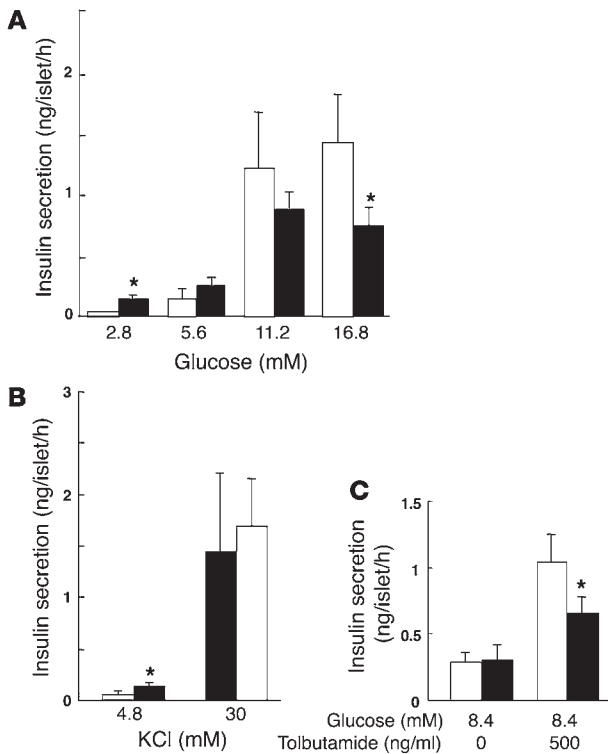 A
Insulin secretion (ng/islet/h)
2
1
0
*
*
2.8 5.6 11.2 16.8
Glucose (mM)
B
Insulin secretion (ng/islet/h)
3
2
1
0
*
4.8 30
KCl (mM)
C
Insulin secretion
(ng/islet/h)
1.5
1
0.5
0
*
Glucose (mM) 8.4 8.4
Tolbutamide (ng/ml) 0 500